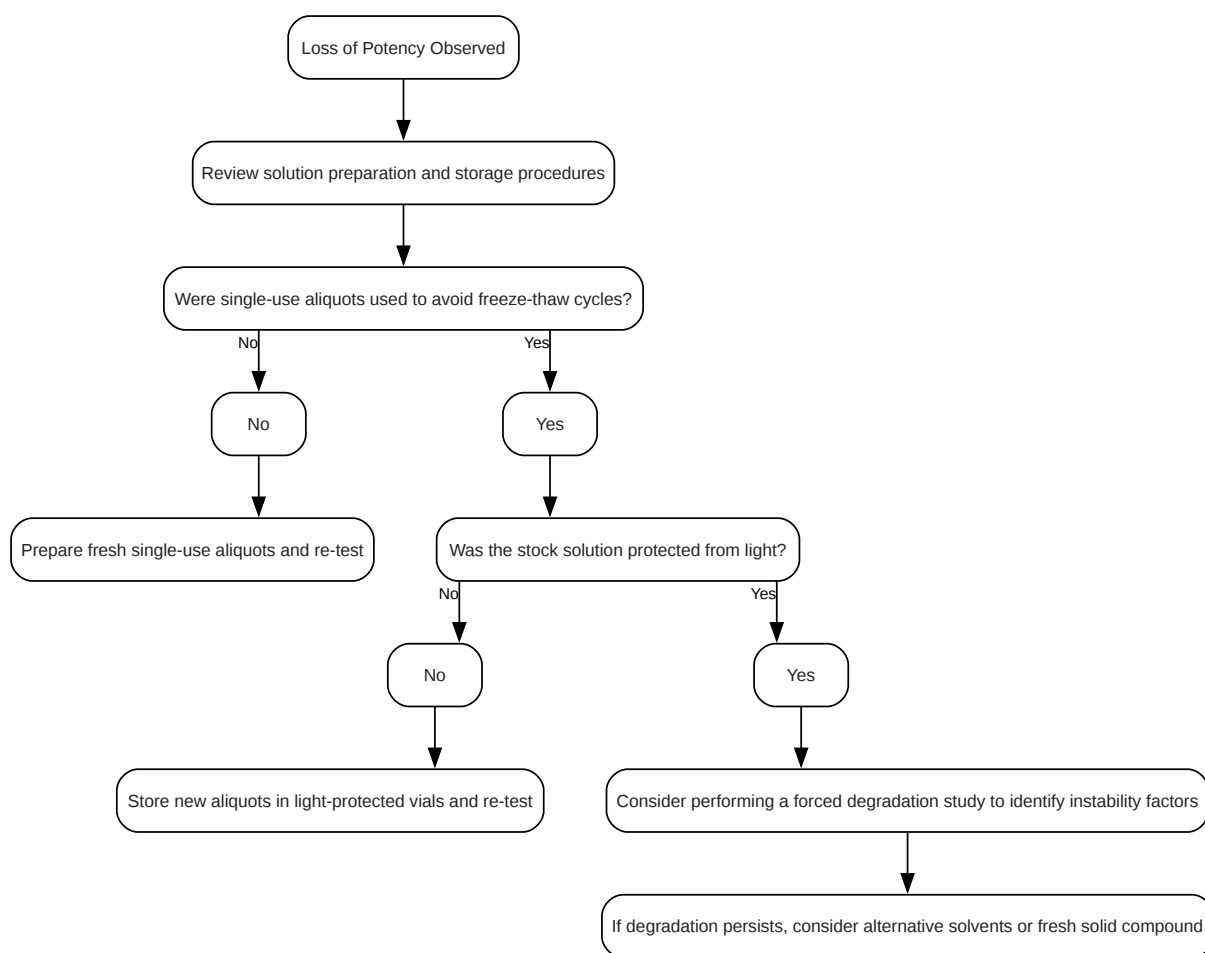 Loss of Potency Observed
Review solution preparation and storage procedures
Were single-use aliquots used to avoid freeze-thaw cycles?
No
Yes
No
Yes
Prepare fresh single-use aliquots and re-test
Was the stock solution protected from light?
No
Yes
No
Yes
Store new aliquots in light-protected vials and re-test
Consider performing a forced degradation study to identify instability factors
If degradation persists, consider alternative solvents or fresh solid compound